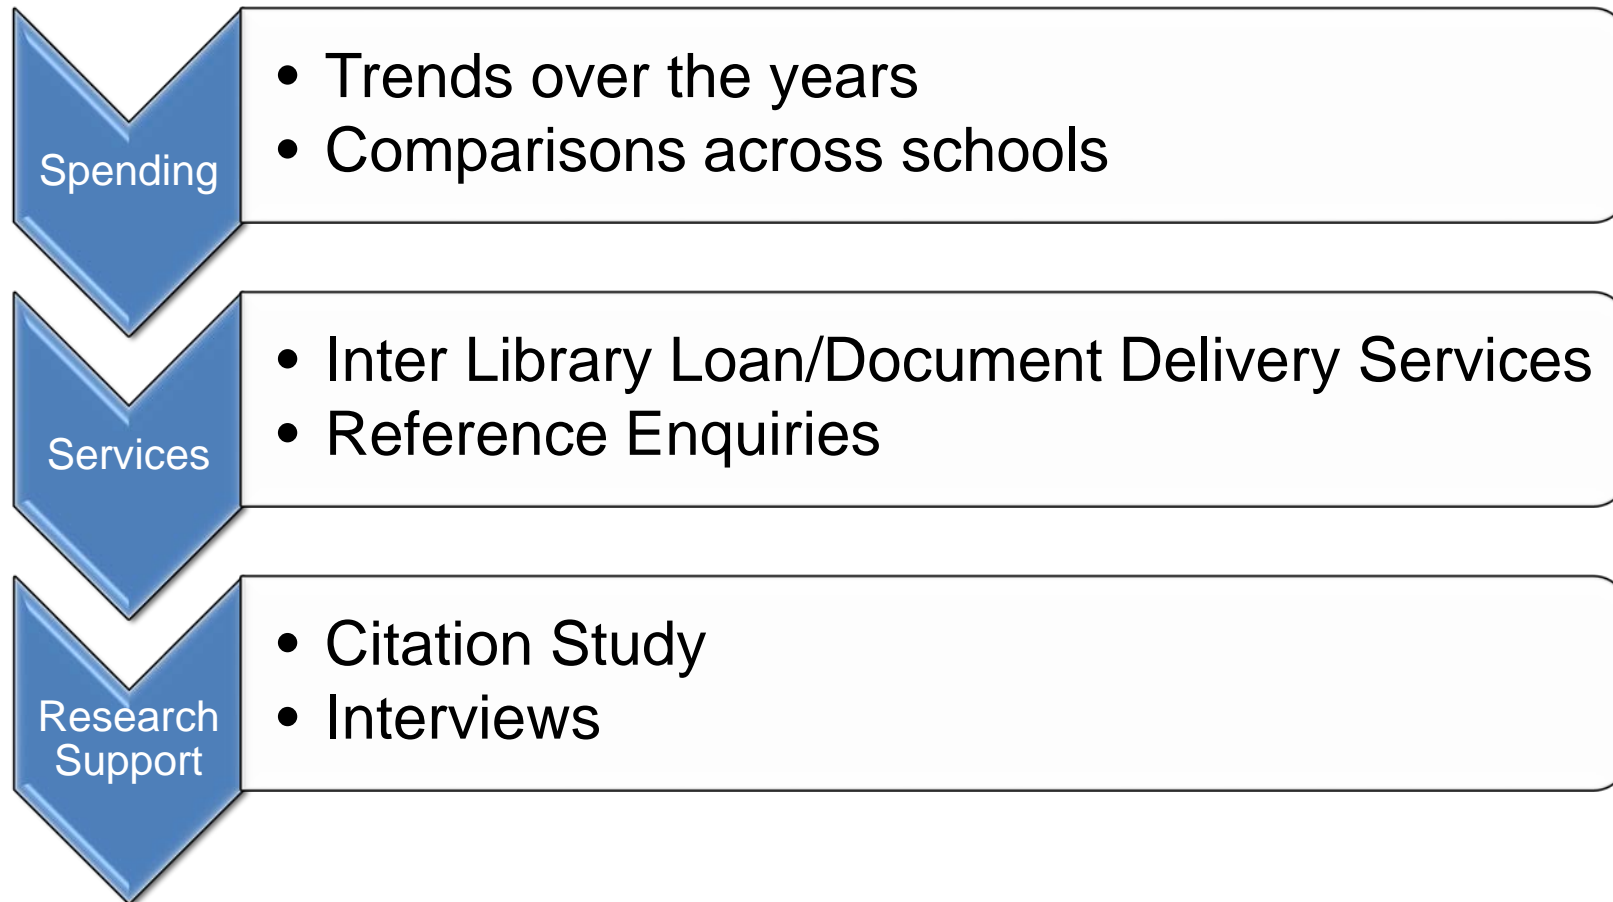 Spending
• Trends over the years
• Comparisons across schools
Services
• Inter Library Loan/Document Delivery Services
• Reference Enquiries
Research
Support
• Citation Study
• Interviews